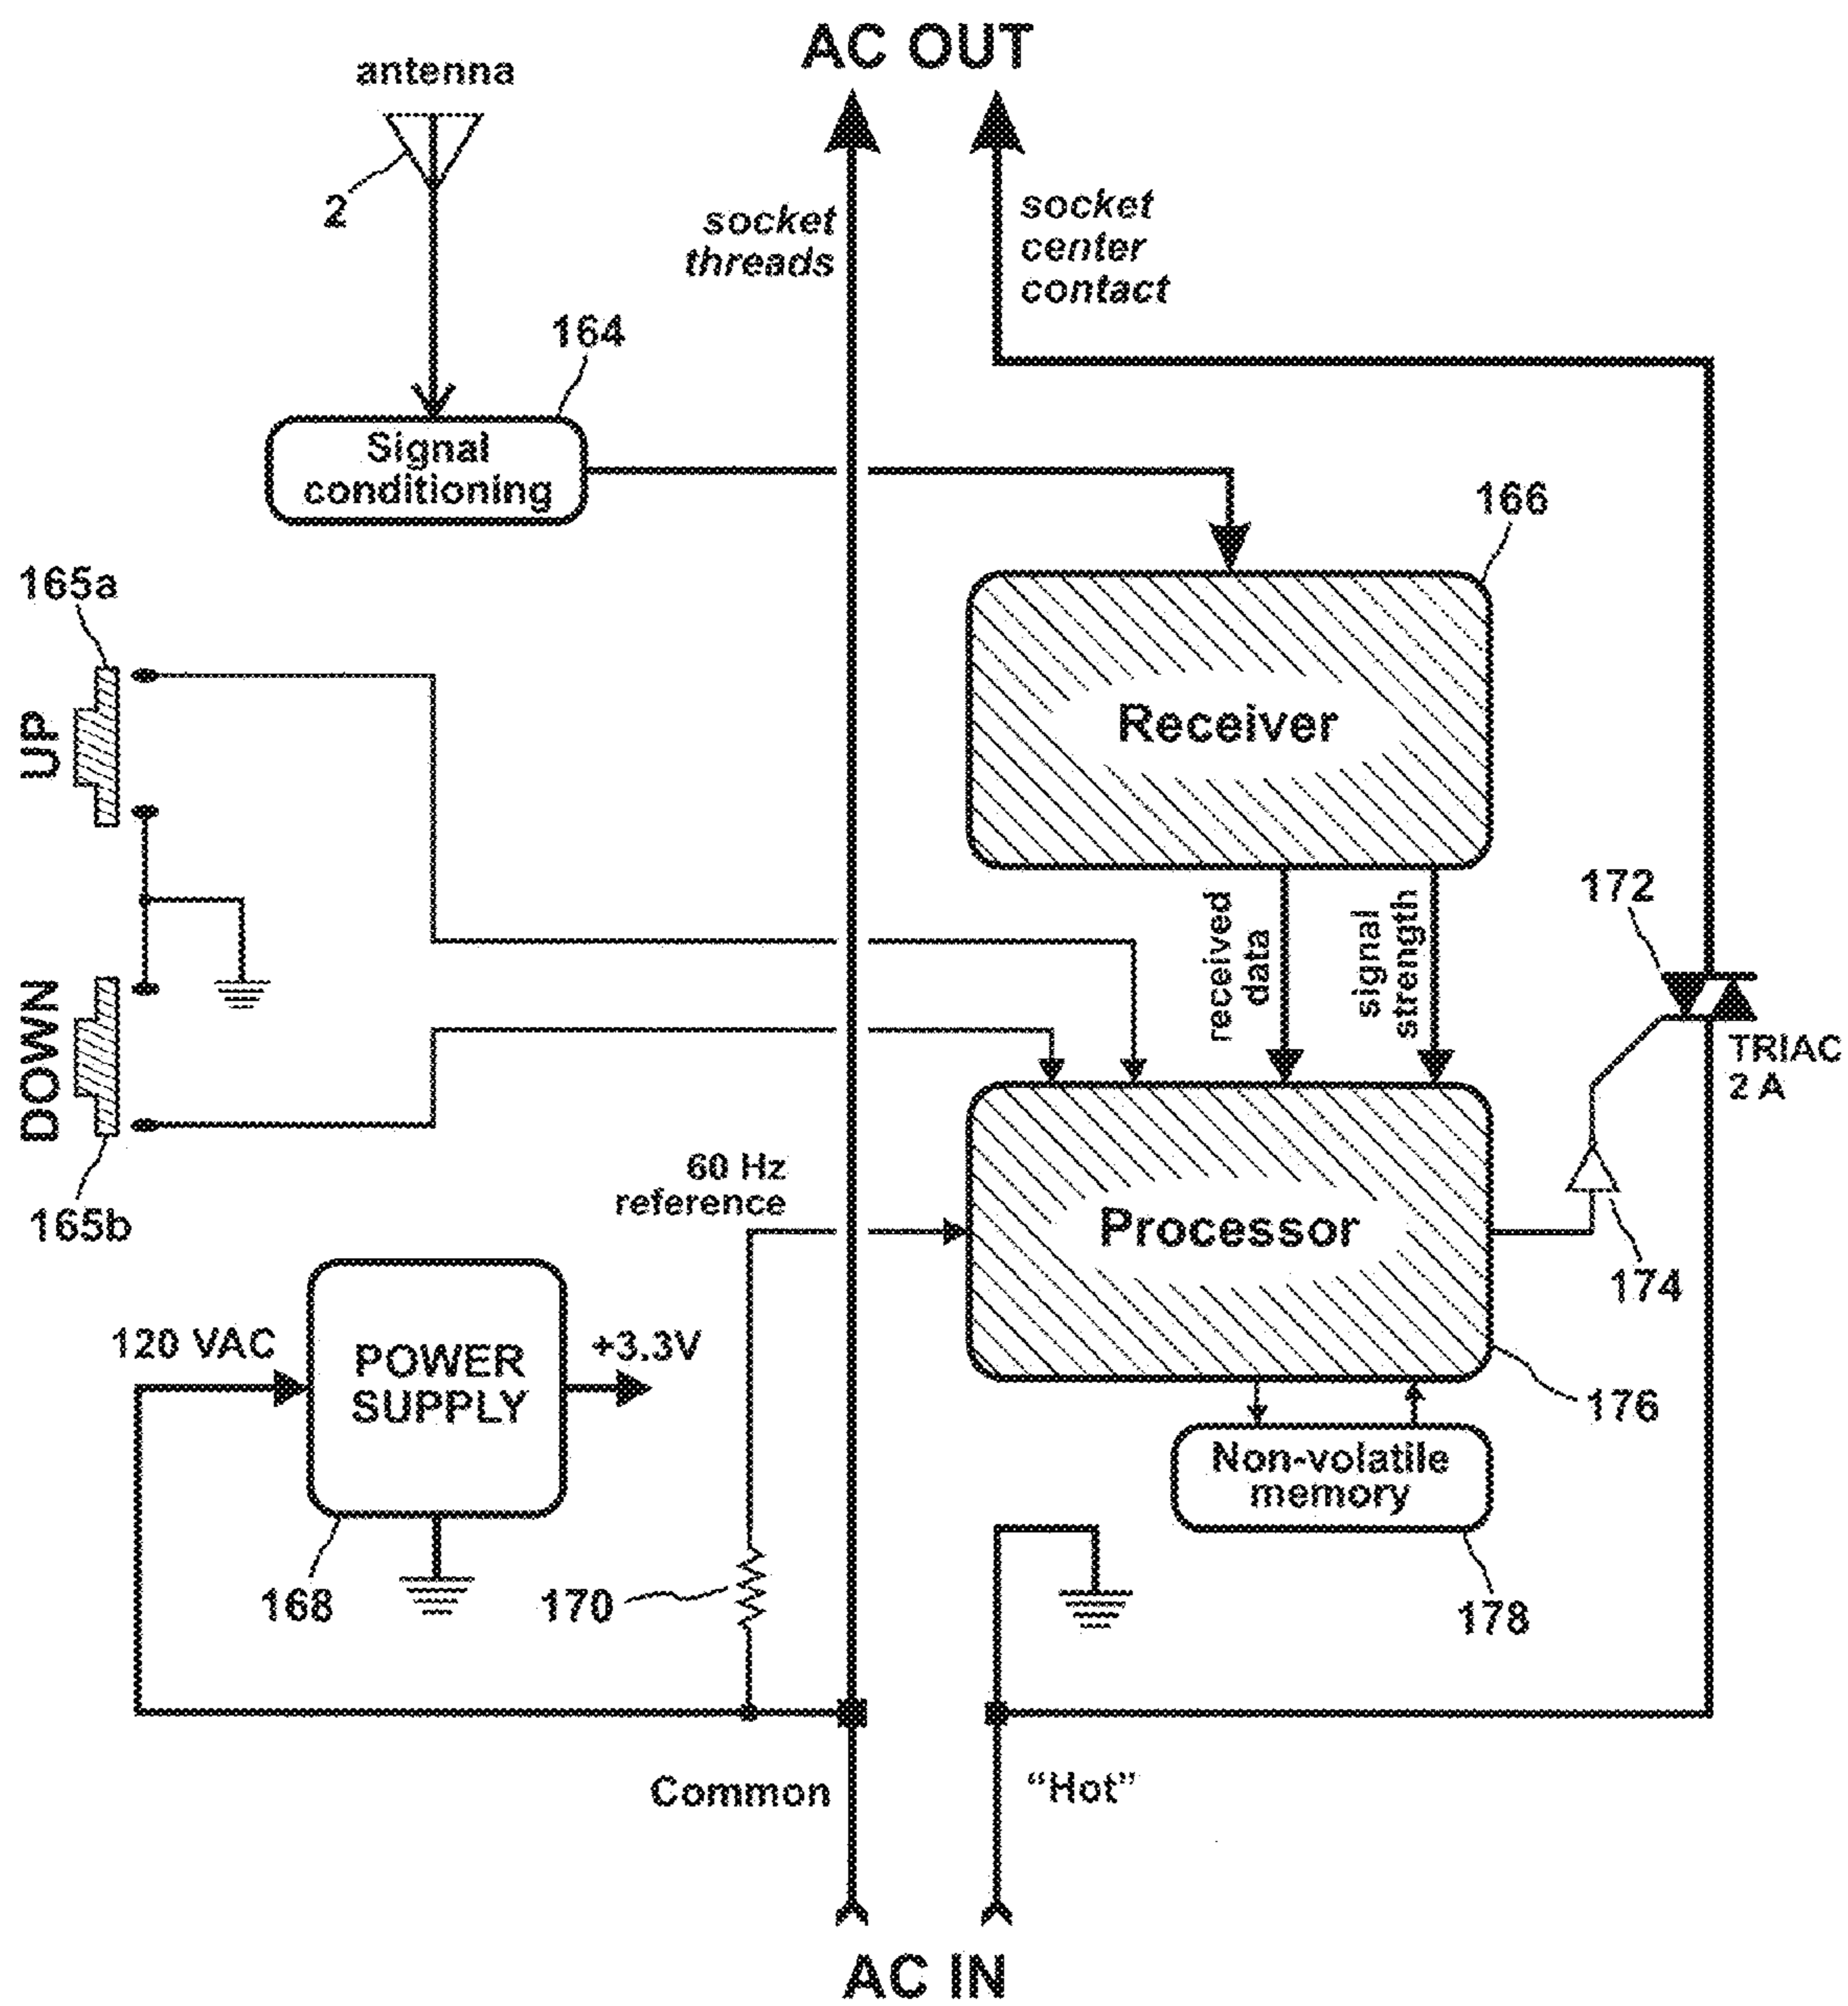 AC OUT
antenna
2
socket
threads
socket
center
contact
164
Signal
conditioning
166
165a
UP
Receiver
received
data
signal
strength
172
TRIAC
2 A
DOWN
165b
60 Hz
reference
Processor
174
120 VAC
POWER
SUPPLY
+3.3V
176
Non-volatile
memory
168
170
178
Common
“Hot”
AC IN